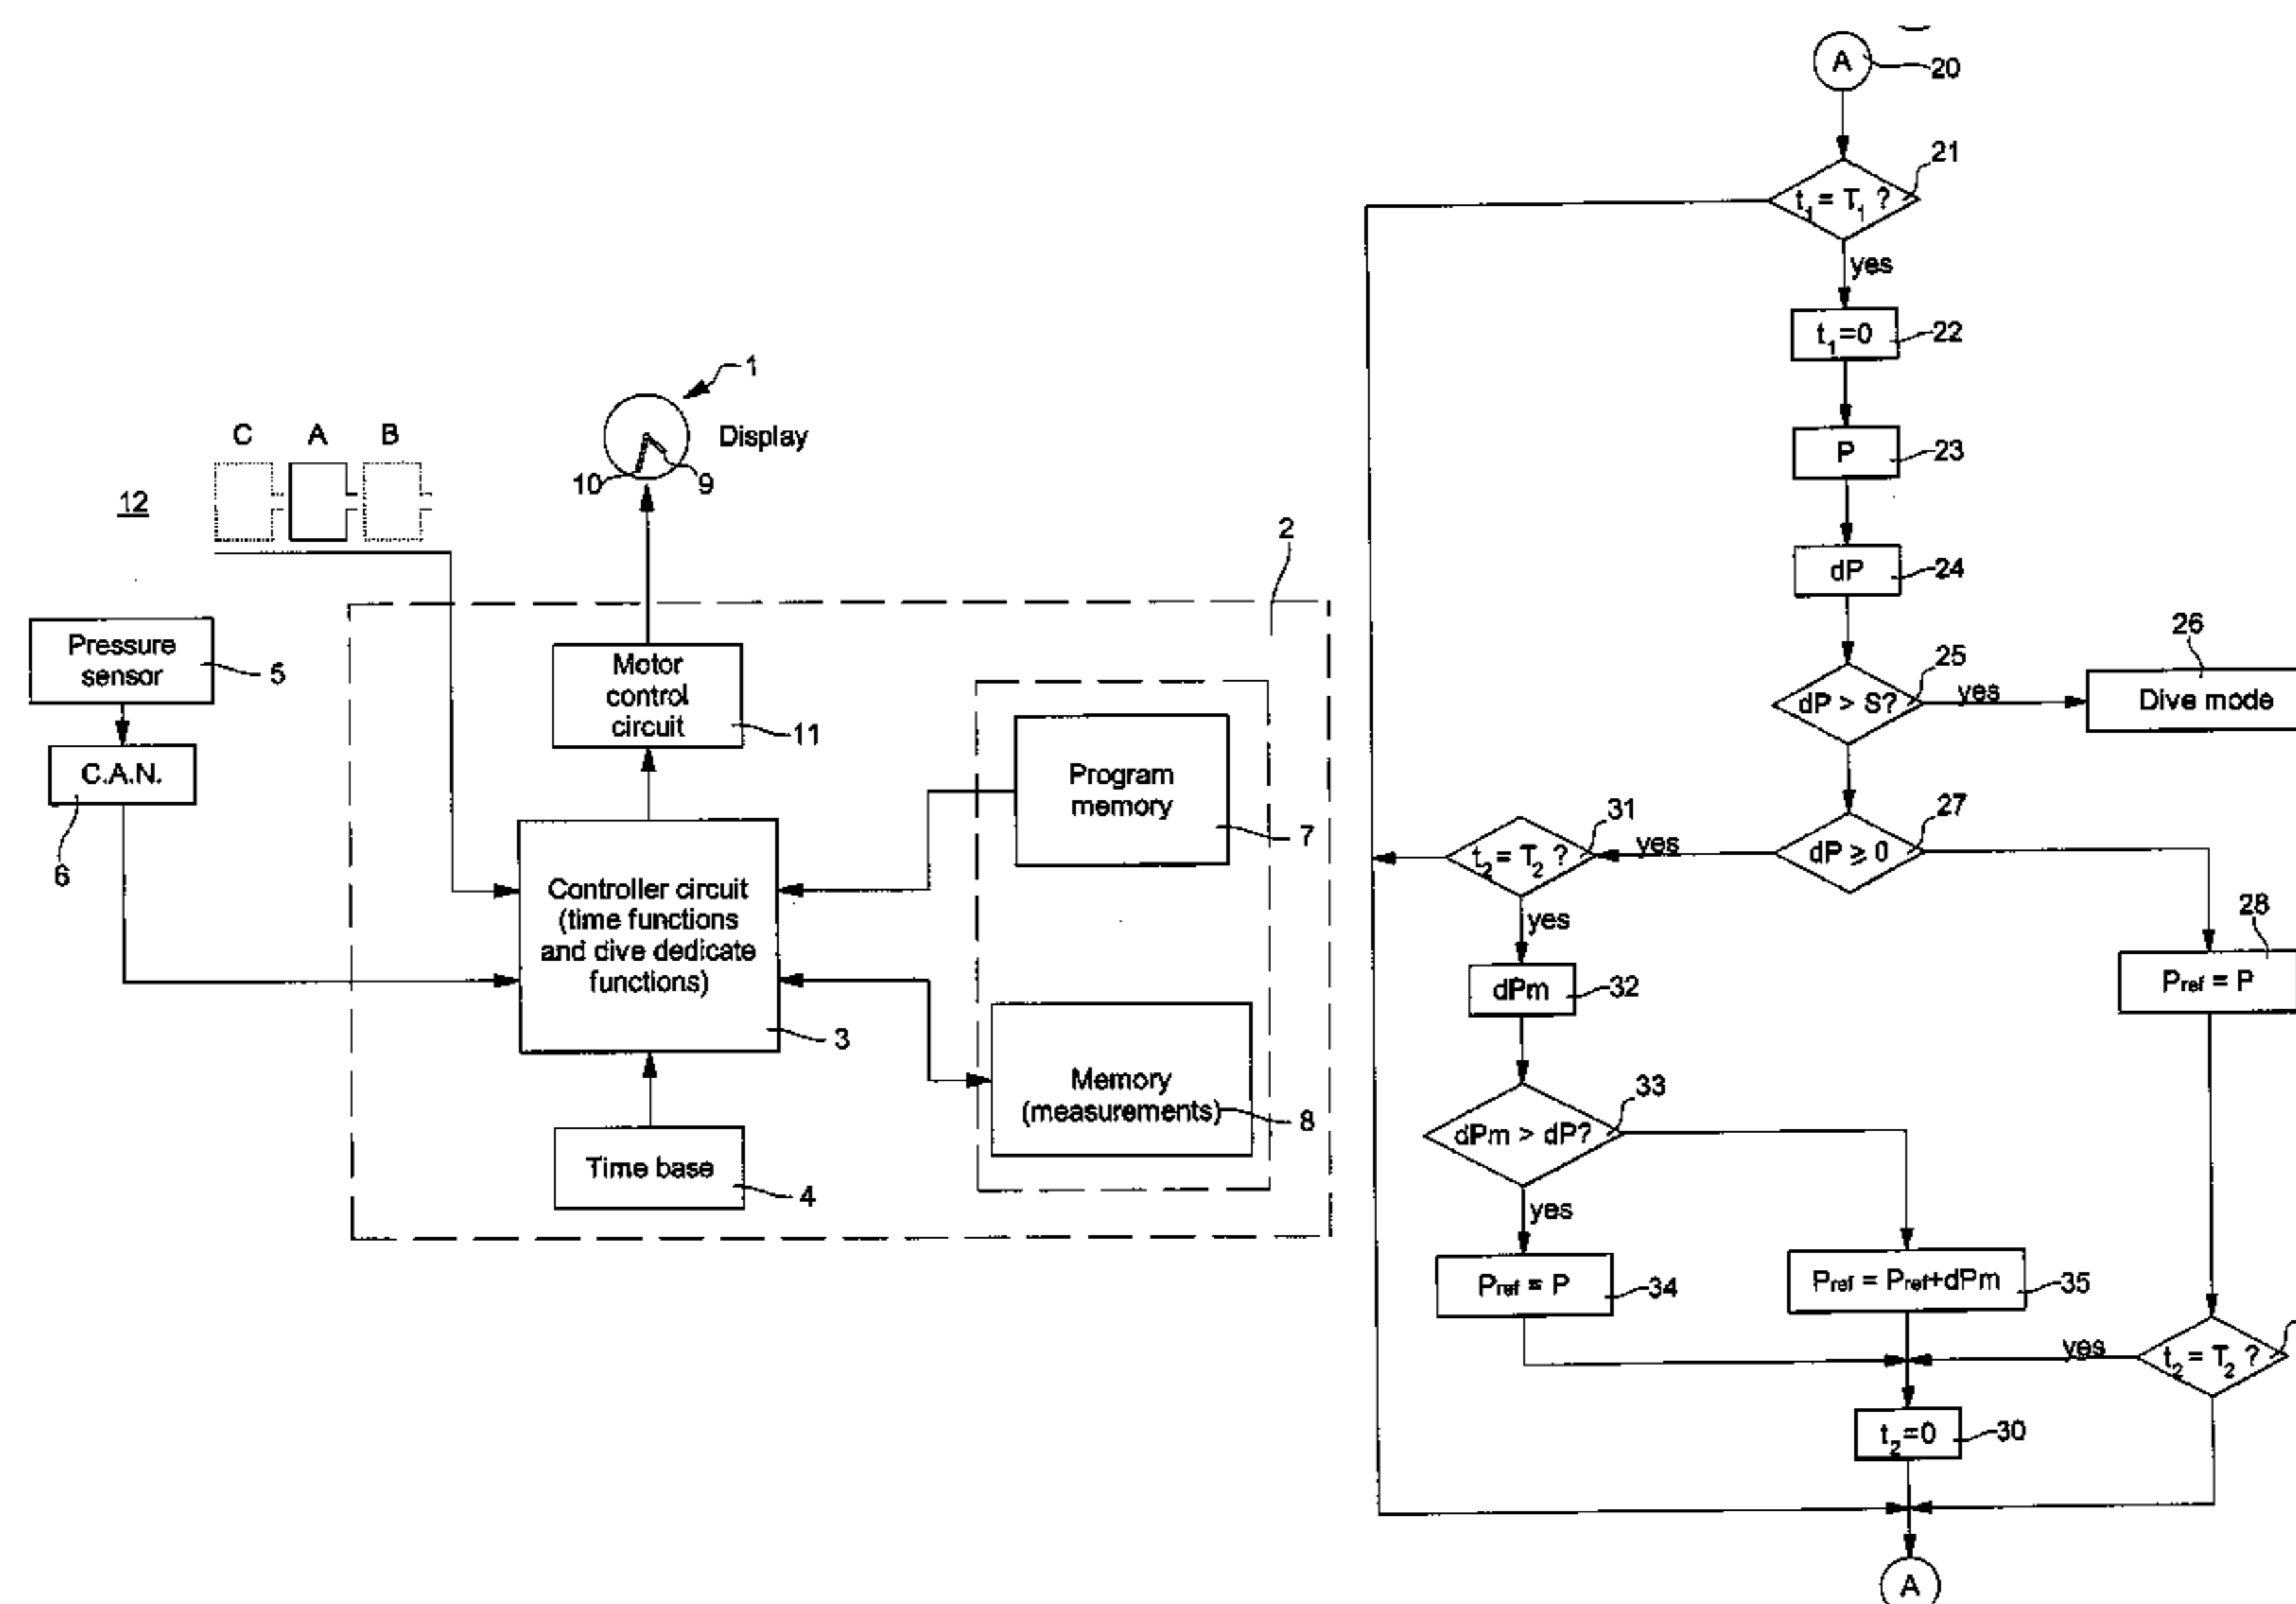 1
C A B
Display
12
10
9
2
Pressure
sensor
5
Motor
control
circuit
11
C.A.N.
6
Program
memory
7
Controller circuit
(time functions
and dive dedicate
functions)
3
Memory
(measurements)
8
Time base
4
A
20
21
t1 = T1 ?
yes
t1=0
22
P
23
dP
24
25
dP > S?
yes
26
Dive mode
27
dP ≥ 0
yes
31
t2 = T2 ?
yes
28
Pref = P
dPm
32
33
dPm > dP?
yes
Pref = P
34
Pref = Pref+dPm
35
t2 = T2 ?
yes
t2=0
30
A